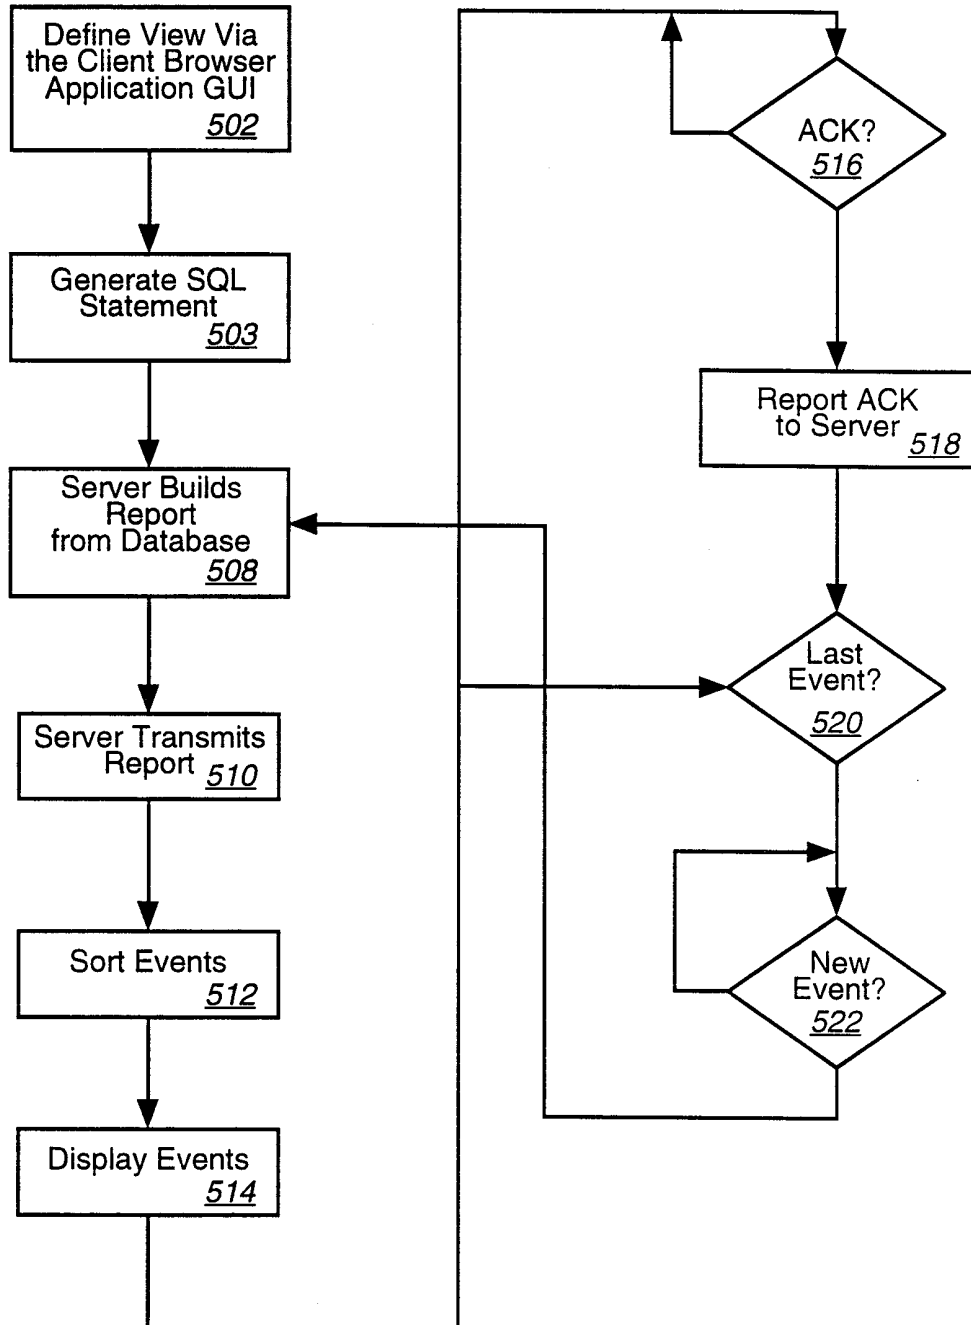 Define View Via
the Client Browser
Application GUI
502
Generate SQL
Statement
503
Server Builds
Report
from Database
508
Server Transmits
Report
510
Sort Events
512
Display Events
514
ACK?
516
Report ACK
to Server
518
Last
Event?
520
New
Event?
522